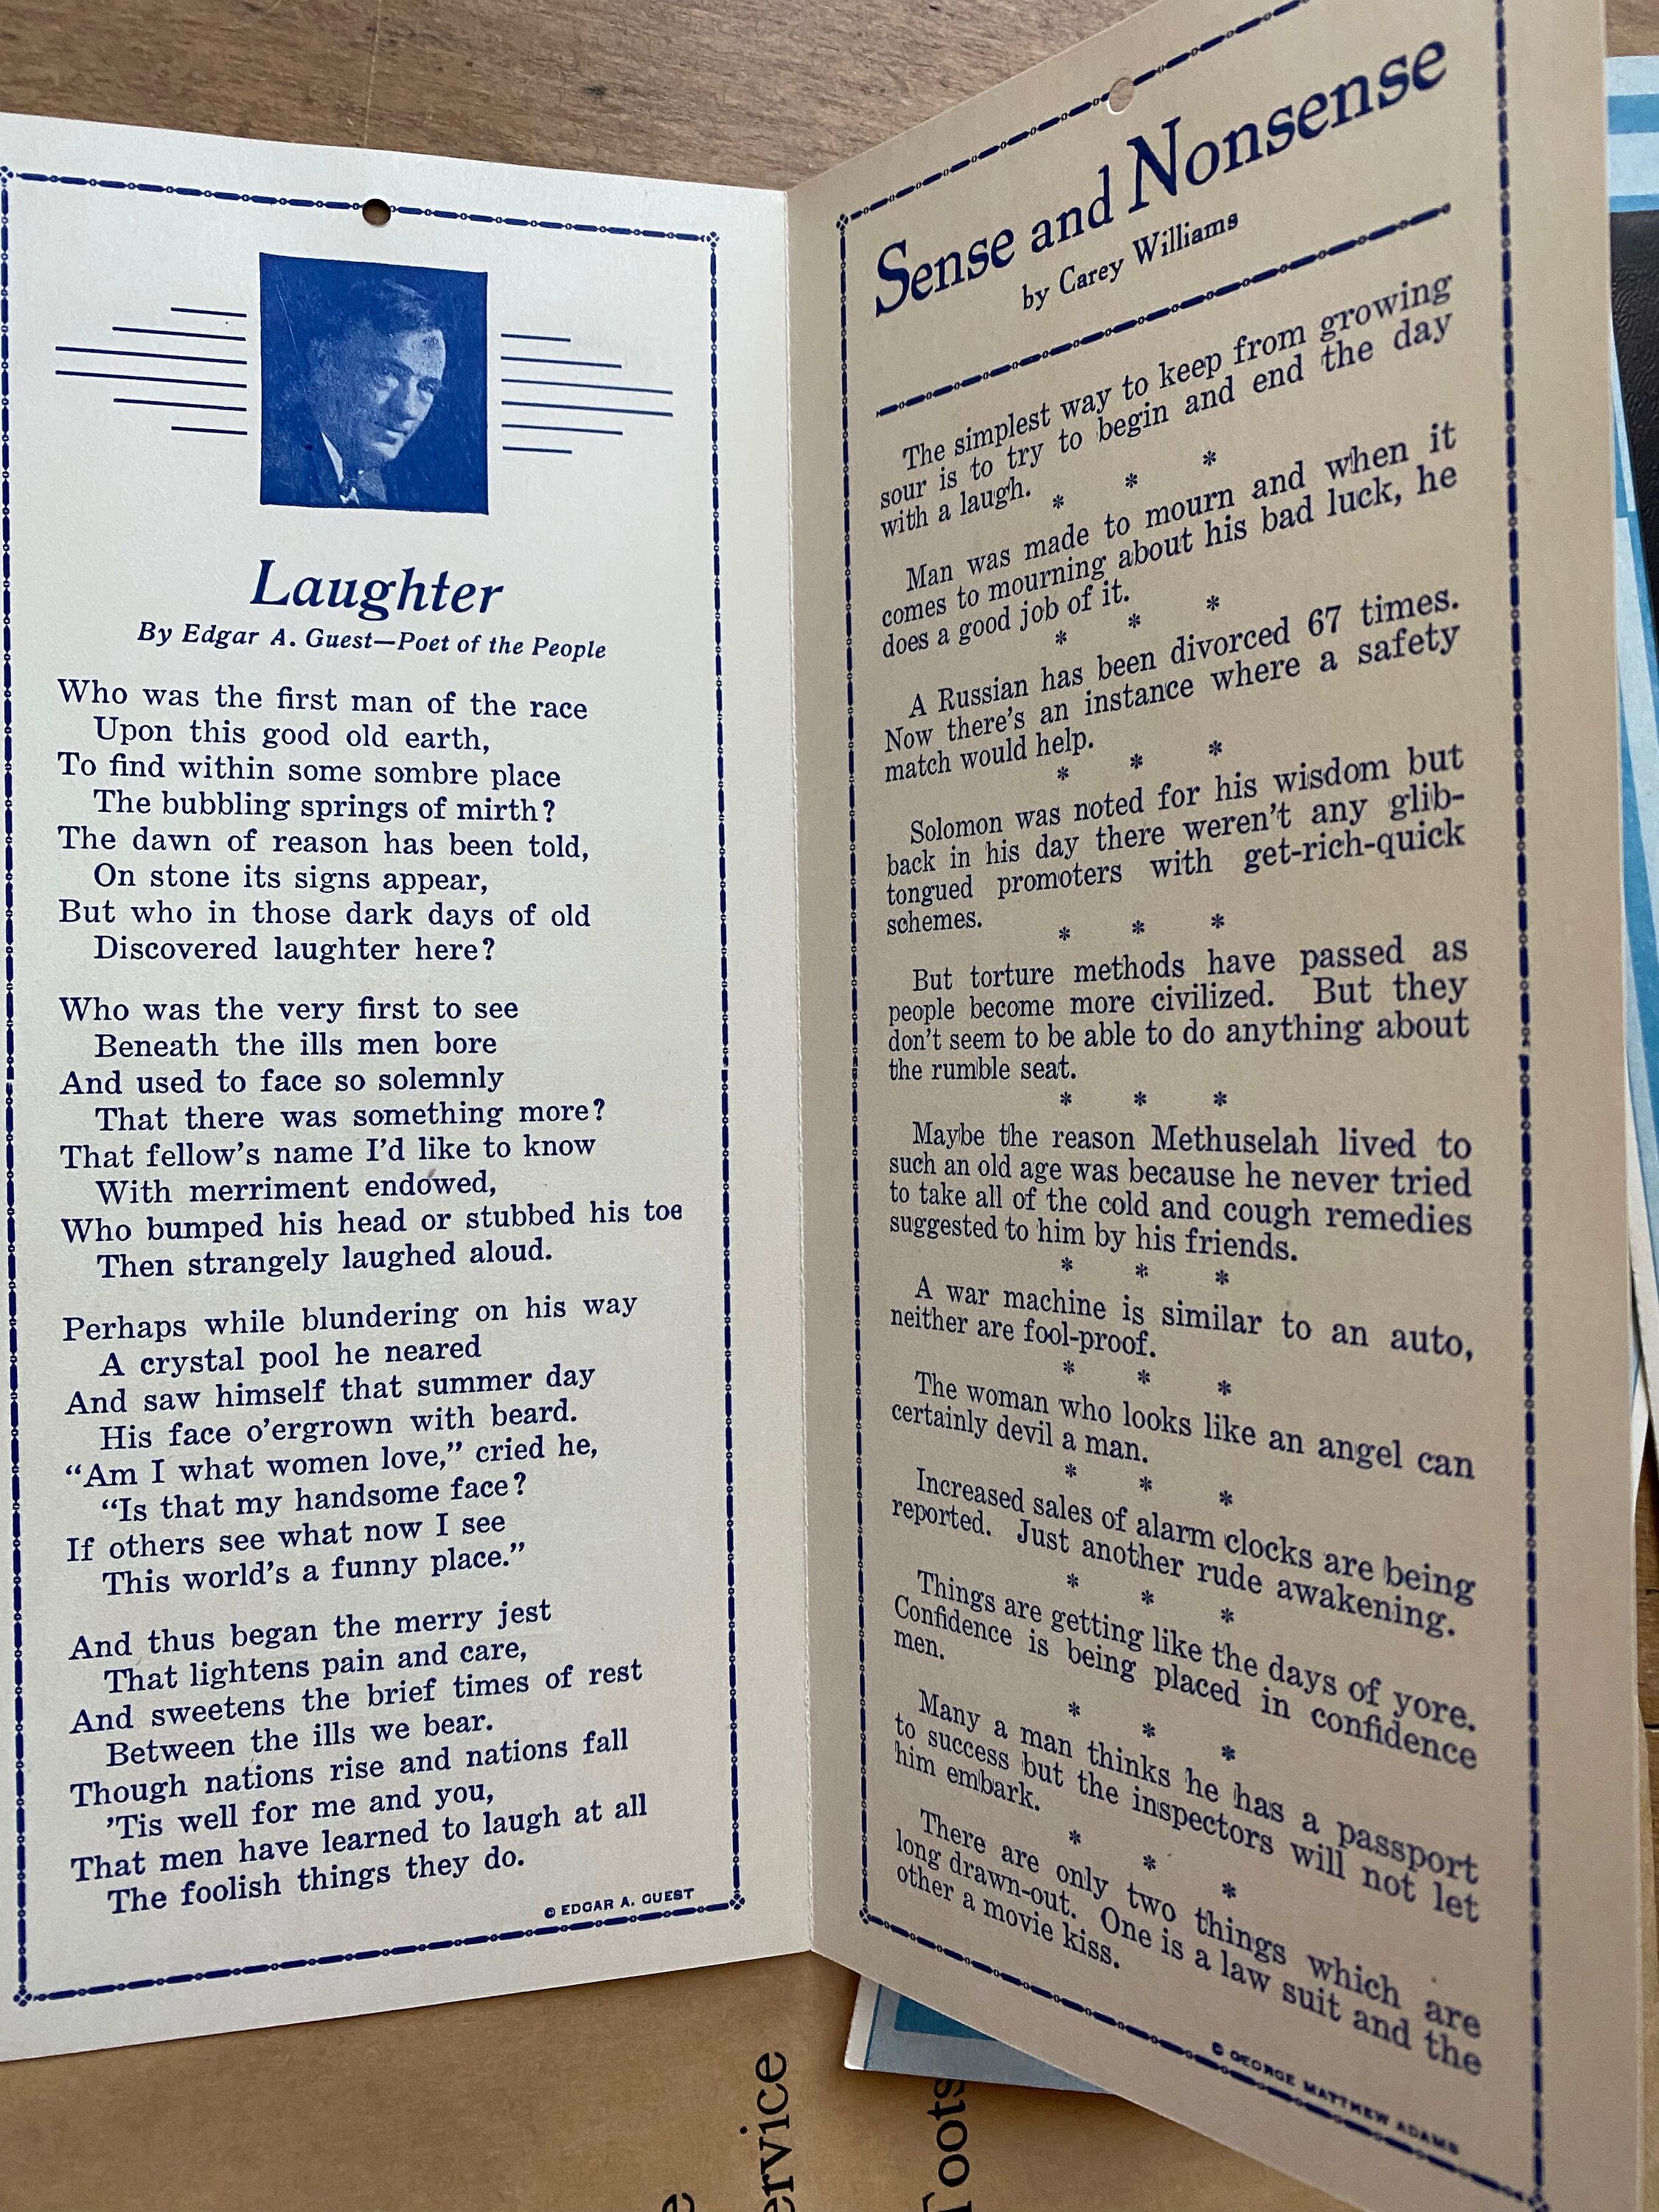 Laughter
By Edgar A. Guest—Poet of the People
Who was the first man of the race
Upon this good old earth,
To find within some sombre place
The bubbling springs of mirth?
The dawn of reason has been told,
On stone its signs appear,
But who in those dark days of old
Discovered laughter here?
Who was the very first to see
Beneath the ills men bore
And used to face so solemnly
That there was something more?
That fellow's name I'd like to know
With merriment endowed,
Who bumped his head or stubbed his toe
Then strangely laughed aloud.
Perhaps while blundering on his way
A crystal pool he neared
And saw himself that summer day
His face o'ergrown with beard.
“Am I what women love,” cried he,
“Is that my handsome face?
If others see what now I see
This world's a funny place.”
And thus began the merry jest
That lightens pain and care,
And sweetens the brief times of rest
Between the ills we bear.
Though nations rise and nations fall
'Tis well for me and you,
That men have learned to laugh at all
The foolish things they do.
© EDGAR A. GUEST
Sense and Nonsense
by Carey Williams
The simplest way to keep from growing
sour is to try to begin and end the day
with a laugh.
* * *
Man was made to mourn and when it
comes to mourning about his bad luck, he
does a good job of it.
* * *
A Russian has been divorced 67 times.
Now there's an instance where a safety
match would help.
* * *
Solomon was noted for his wisdom but
back in his day there weren't any glib-
tongued promoters with get-rich-quick
schemes.
* * *
But torture methods have passed as
people become more civilized. But they
don't seem to be able to do anything about
the rumble seat.
* * *
Maybe the reason Methuselah lived to
such an old age was because he never tried
to take all of the cold and cough remedies
suggested to him by his friends.
* * *
A war machine is similar to an auto,
neither are fool-proof.
* * *
The woman who looks like an angel can
certainly devil a man.
* * *
Increased sales of alarm clocks are being
reported. Just another rude awakening.
* * *
Things are getting like the days of yore.
Confidence is being placed in confidence
men.
* * *
Many a man thinks he has a passport
to success but the inspectors will not let
him embark.
* * *
There are only two things which are
long drawn-out. One is a law suit and the
other a movie kiss.
© GEORGE MATTHEW ADAMS
ervice
Toots